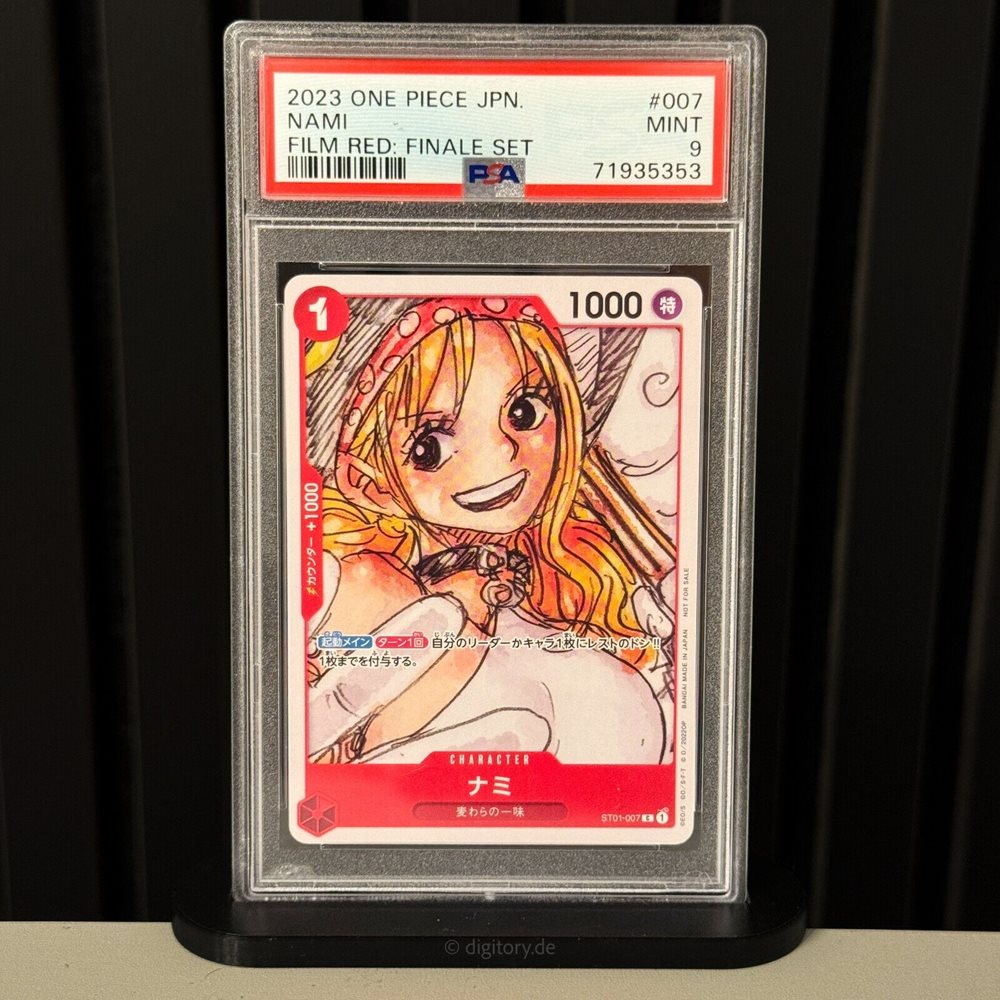 2023 ONE PIECE JPN. #007
NAMI MINT
FILM RED: FINALE SET 9
PSA 71935353
1 1000 特
カウンター +1000
起動メイン ターン1回 自分のリーダーかキャラ1枚にレストのドン!!
1枚までを付与する。
BANDAI MADE IN JAPAN NOT FOR SALE
CHARACTER
ナミ
麦わらの一味
ST01-007 C 1
© digitory.de